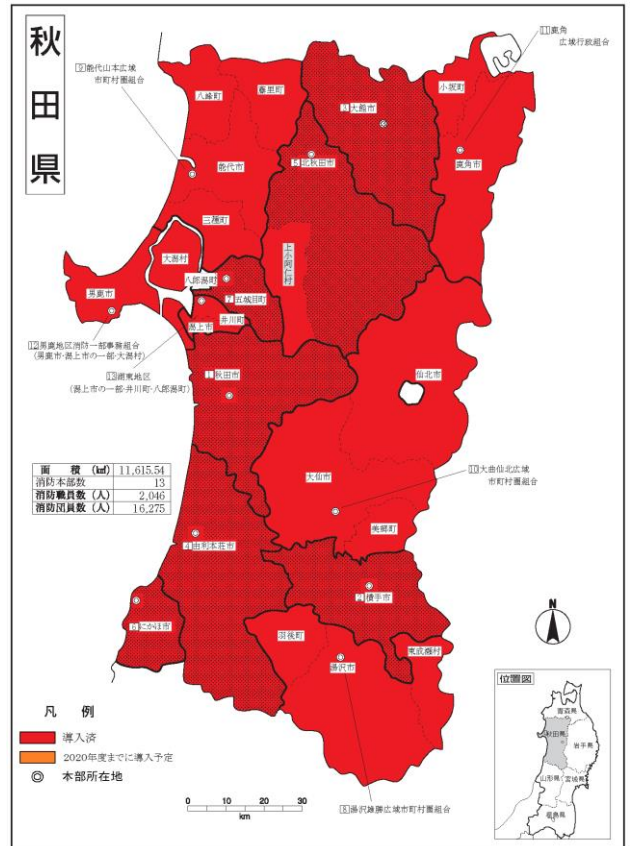 秋田県
⑪鹿角
広域行政組合
⑨能代山本広域
市町村圏組合
八峰町
藤里町
③大館市
小坂町
⑤北秋田市
鹿角市
能代市
三種町
上小阿仁村
大潟村
八郎潟町
男鹿市
⑦五城目町
井川町
潟上市
⑫男鹿地区消防一部事務組合
(男鹿市・潟上市の一部・大潟村)
⑬湖東地区
(潟上市の一部・井川町・八郎潟町)
①秋田市
仙北市
面 積 (㎢) 11,615.54
消防本部数 13
消防職員数 (人) 2,046
消防団員数 (人) 16,275
大仙市
⑩大曲仙北広域
市町村圏組合
美郷町
④由利本荘市
②横手市
⑥にかほ市
羽後町
東成瀬村
湯沢市
N
位置図
青森県
秋田県
岩手県
山形県
宮城県
福島県
凡 例
導入済
2020年度までに導入予定
◎ 本部所在地
0 10 20 30
km
⑧湯沢雄勝広域市町村圏組合